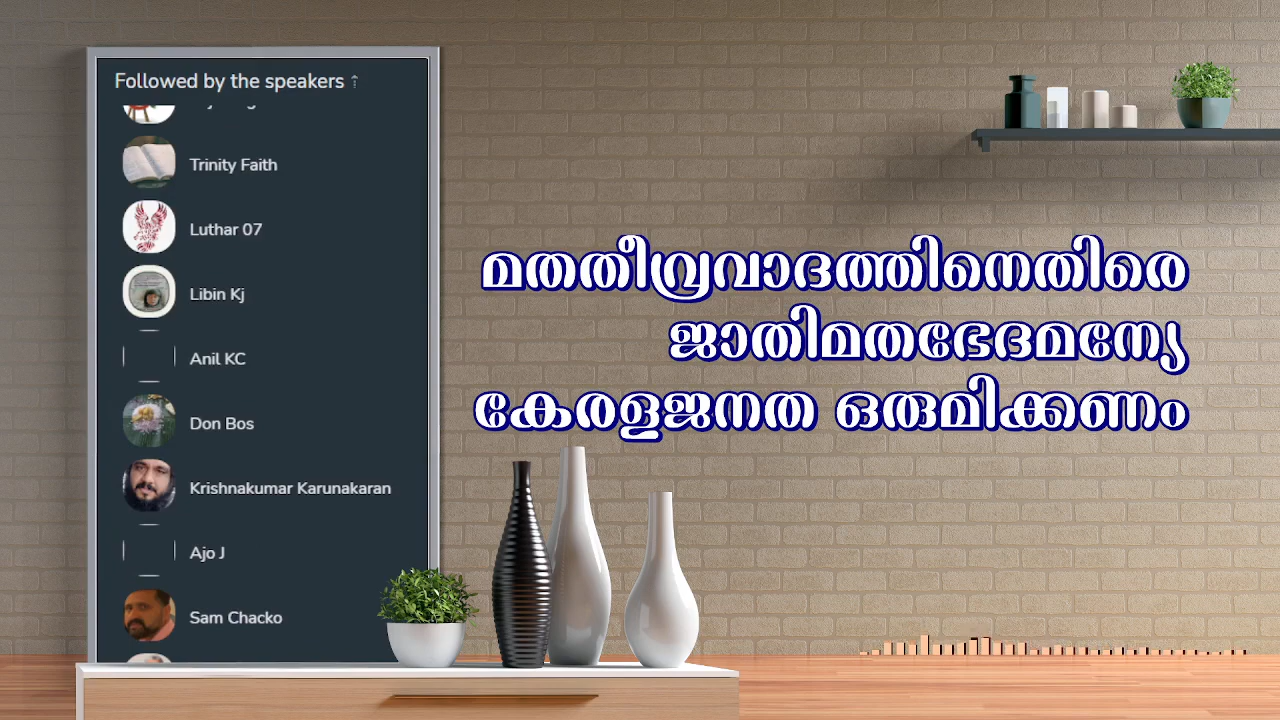 Followed by the speakers ⇡
Trinity Faith
Luthar 07
Libin Kj
Anil KC
Don Bos
Krishnakumar Karunakaran
Ajo J
Sam Chacko
മതതീവ്രവാദത്തിനെതിരെ
ജാതിമതഭേദമന്യേ
കേരളജനത ഒരുമിക്കണം